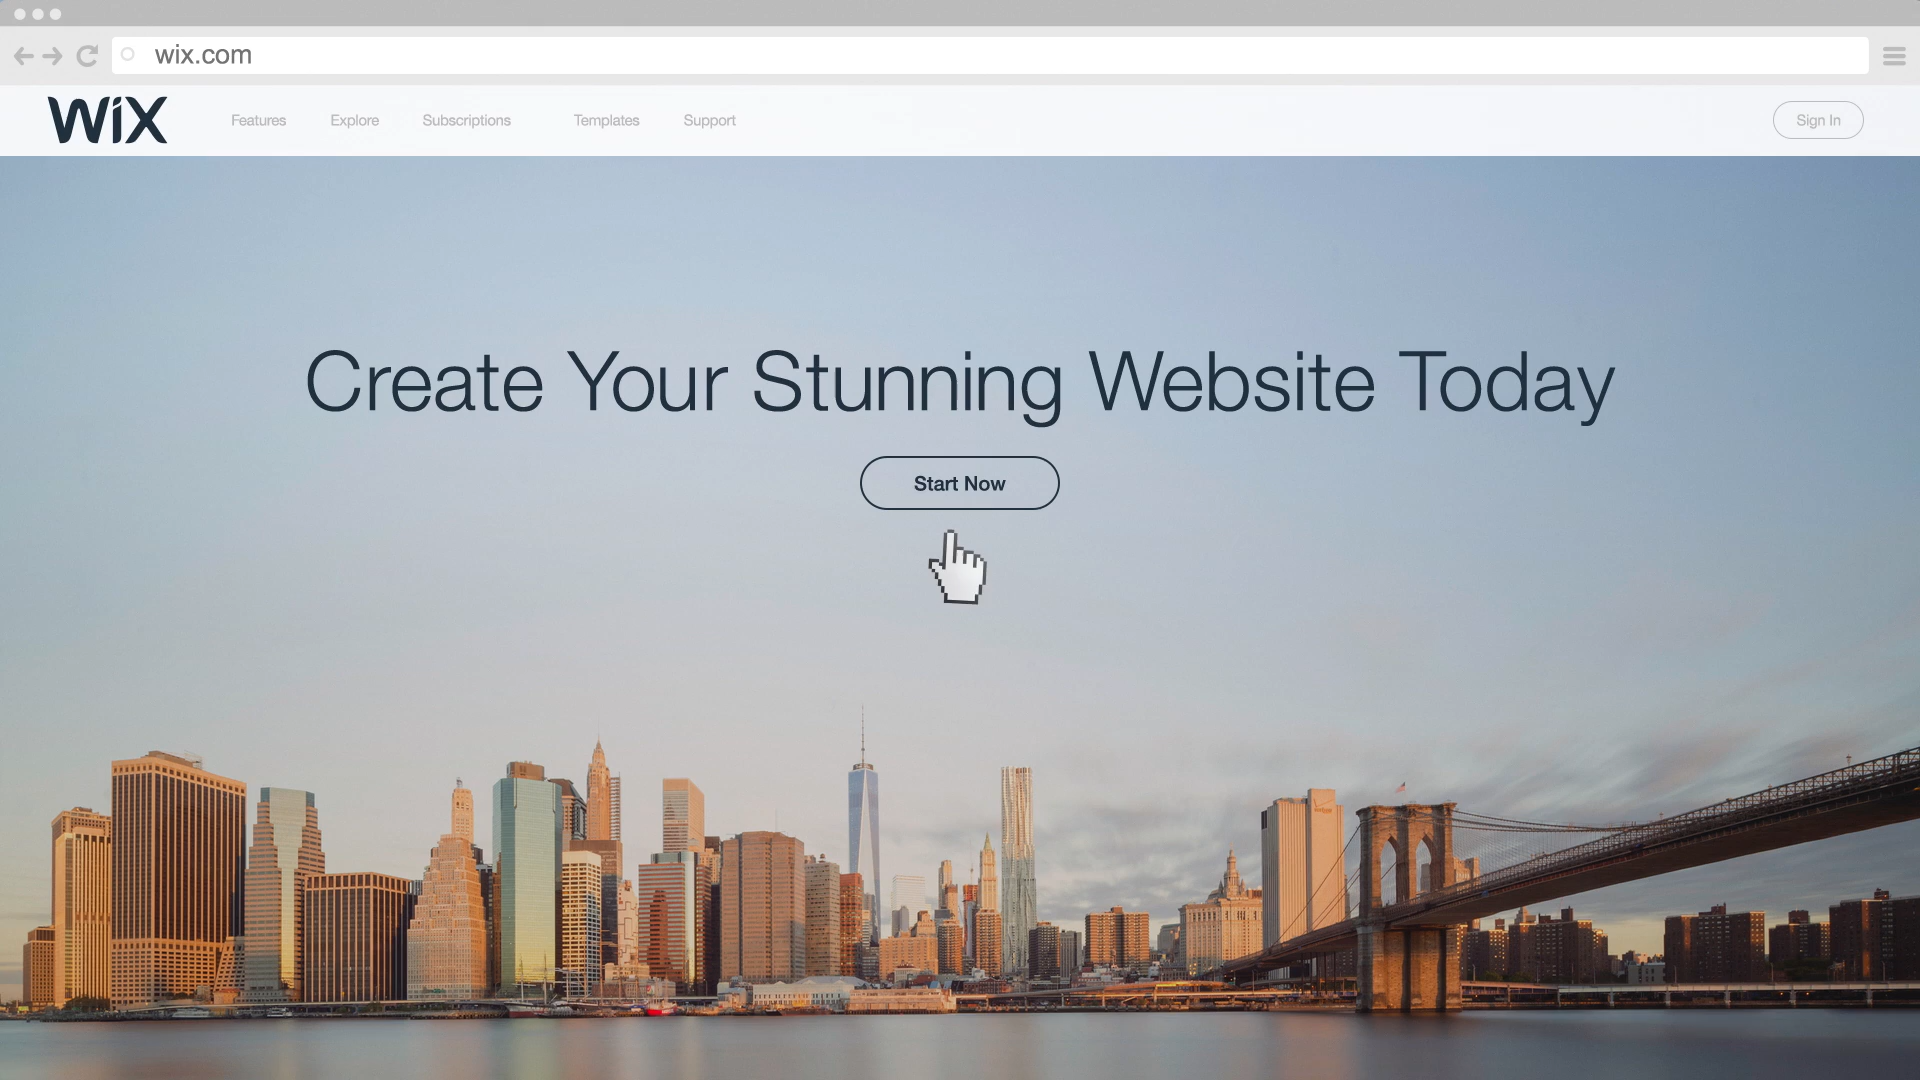 wix.com
WiX
Features Explore Subscriptions Templates Support Sign In
Create Your Stunning Website Today
Start Now